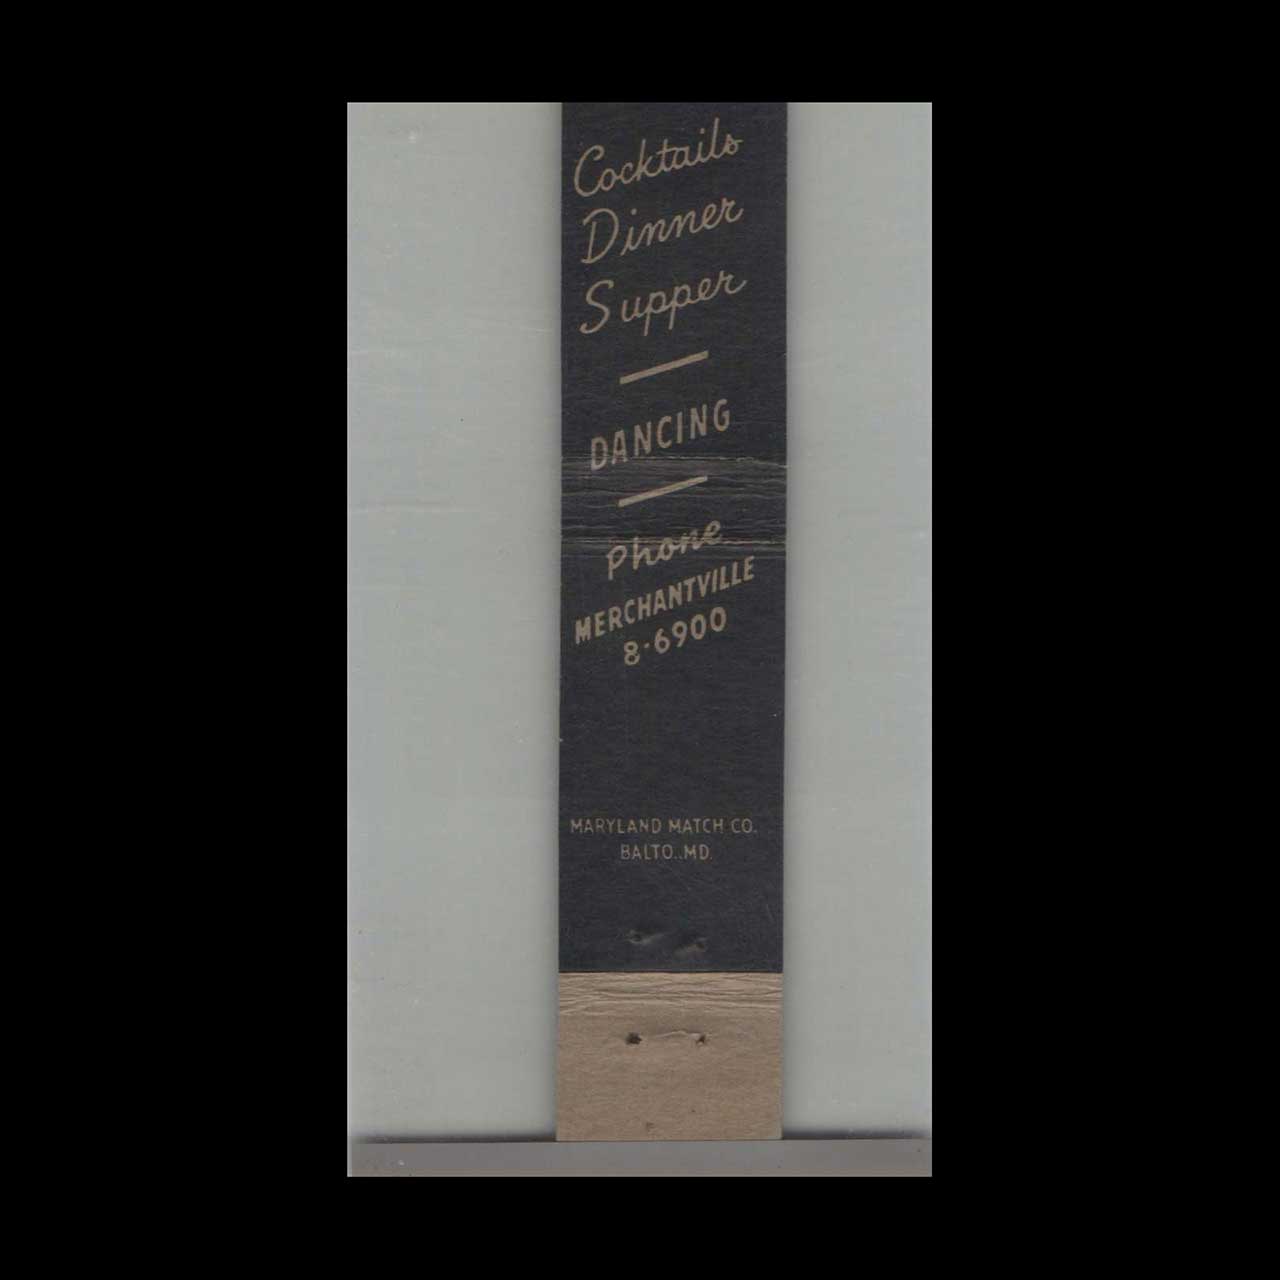 Cocktails
Dinner
Supper
DANCING
Phone
MERCHANTVILLE
8-6900
MARYLAND MATCH CO.
BALTO., MD.